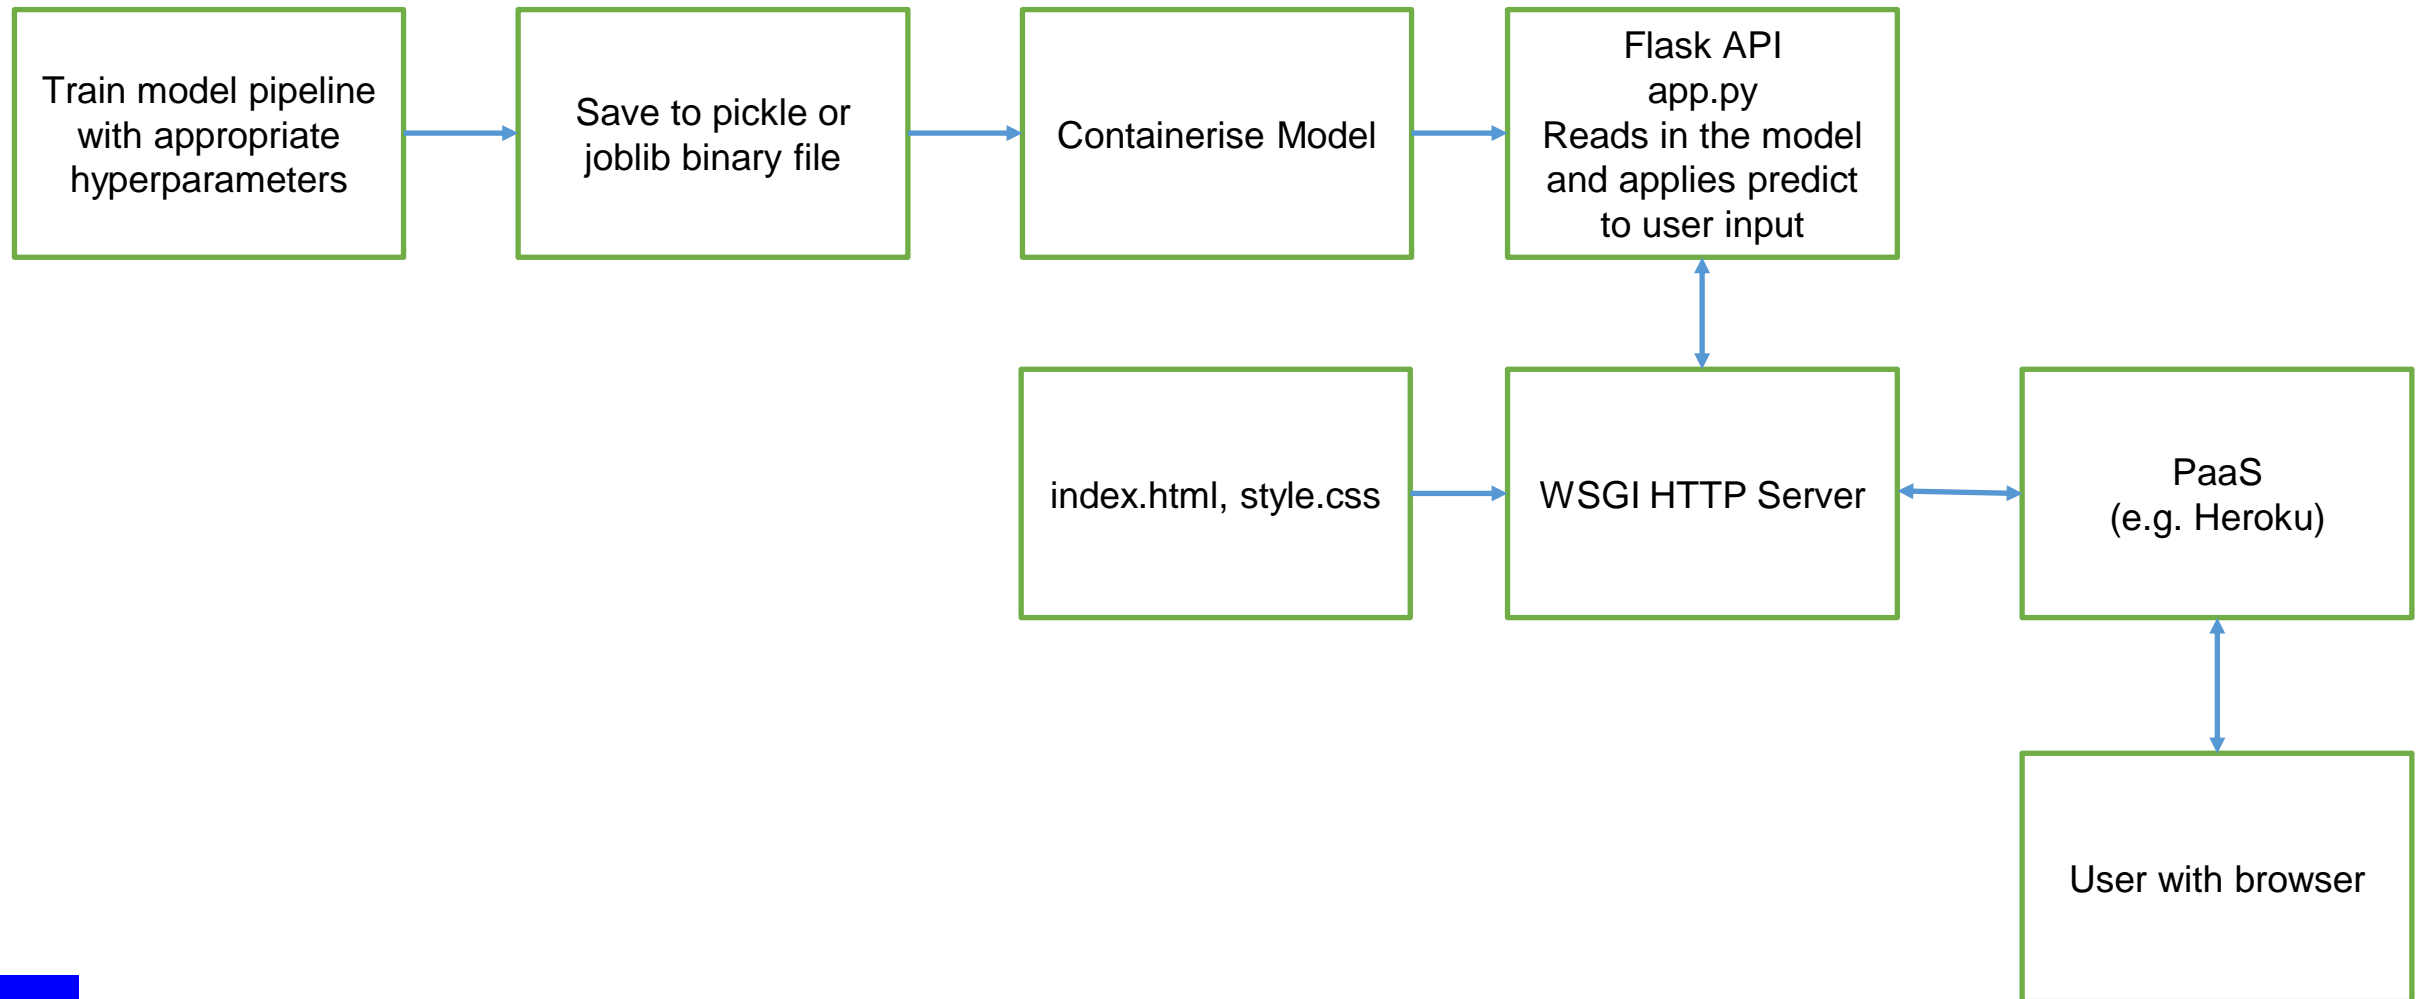 Train model pipeline
with appropriate
hyperparameters
Save to pickle or
joblib binary file
Containerise Model
Flask API
app.py
Reads in the model
and applies predict
to user input
index.html, style.css
WSGI HTTP Server
PaaS
(e.g. Heroku)
User with browser